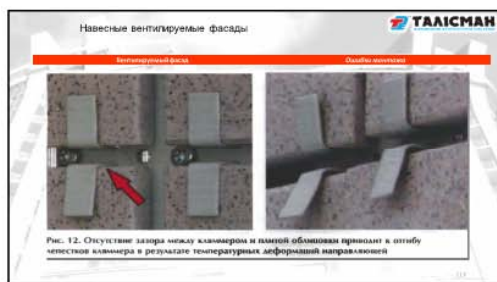 Навесные вентилируемые фасады
ТАЛІСМАН
Вентилируемый фасад
Ошибки монтажа
Рис. 12. Отсутствие зазора между кляммером и плитой облицовки приводит к отгибу
лепестков кляммера в результате температурных деформаций направляющей